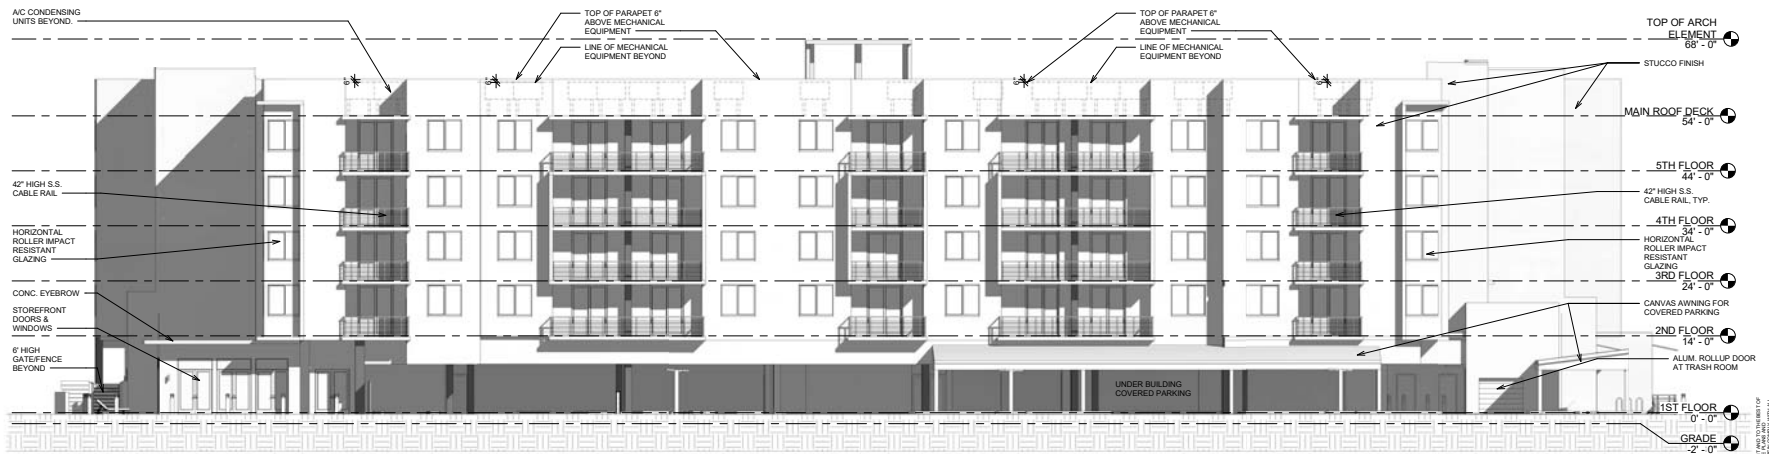 A/C CONDENSING
UNITS BEYOND.
TOP OF PARAPET 6"
ABOVE MECHANICAL
EQUIPMENT
LINE OF MECHANICAL
EQUIPMENT BEYOND
TOP OF PARAPET 6"
ABOVE MECHANICAL
EQUIPMENT
LINE OF MECHANICAL
EQUIPMENT BEYOND
TOP OF ARCH
ELEMENT
68' - 0"
STUCCO FINISH
6"
6"
6"
6"
MAIN ROOF DECK
54' - 0"
5TH FLOOR
44' - 0"
42" HIGH S.S.
CABLE RAIL
42" HIGH S.S.
CABLE RAIL, TYP.
4TH FLOOR
34' - 0"
HORIZONTAL
ROLLER IMPACT
RESISTANT
GLAZING
HORIZONTAL
ROLLER IMPACT
RESISTANT
GLAZING
3RD FLOOR
24' - 0"
CONC. EYEBROW
STOREFRONT
DOORS &
WINDOWS
CANVAS AWNING FOR
COVERED PARKING
2ND FLOOR
14' - 0"
6' HIGH
GATE/FENCE
BEYOND
ALUM. ROLLUP DOOR
AT TRASH ROOM
UNDER BUILDING
COVERED PARKING
1ST FLOOR
0' - 0"
GRADE
-2' - 0"